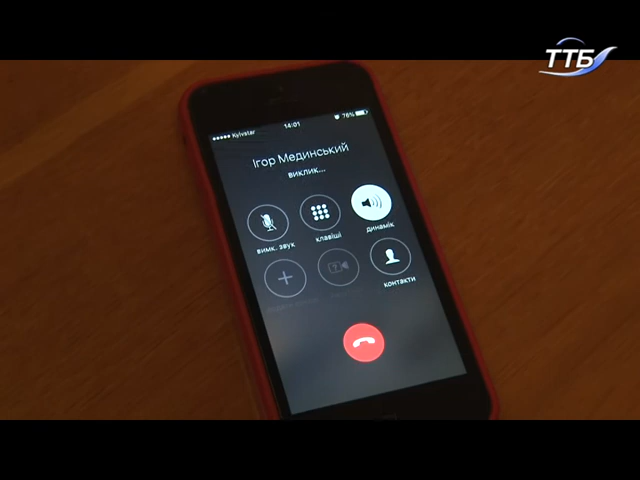 ТТБ
Kyivstar 14:01 76%
Ігор Мединський
виклик...
вимк. звук клавіші динамік
контакти